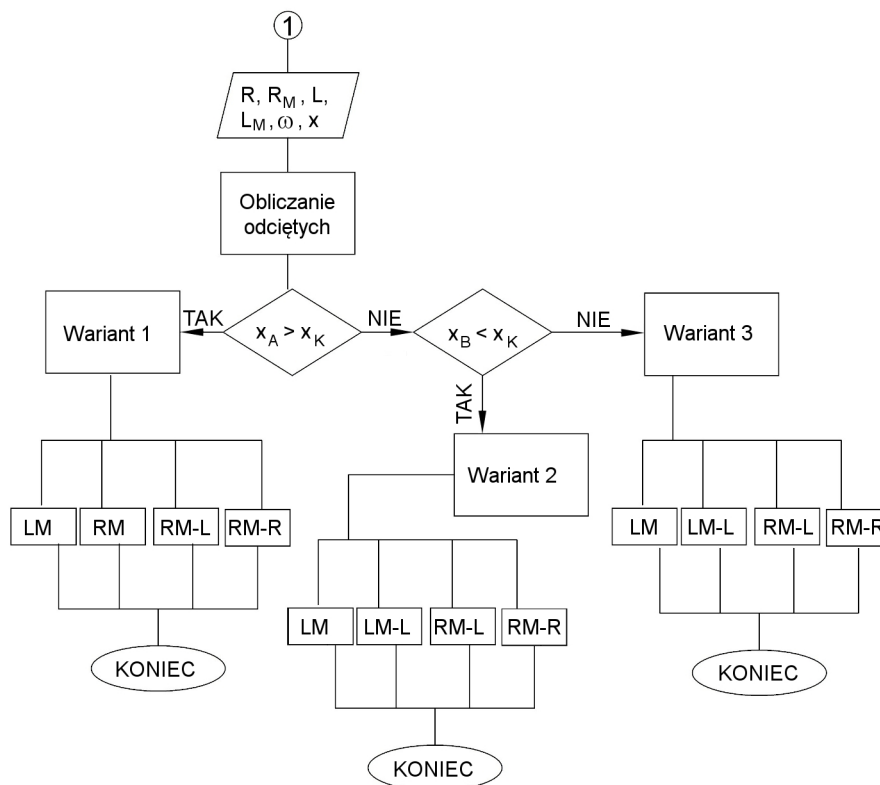 1
R, R_M , L,
L_M , ω , x
Obliczanie
odciętych
Wariant 1
TAK
x_A > x_K
NIE
x_B < x_K
NIE
Wariant 3
TAK
Wariant 2
LM RM RM-L RM-R
LM LM-L RM-L RM-R
LM LM-L RM-L RM-R
KONIEC
KONIEC
KONIEC